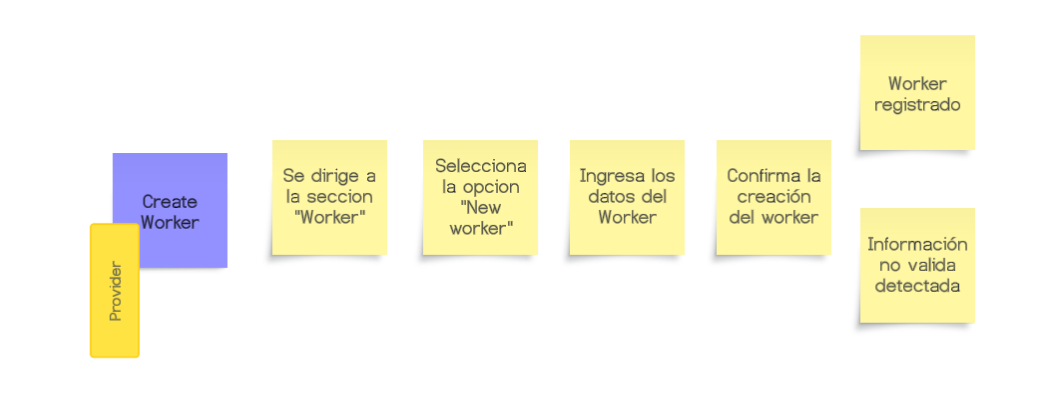 Create
Worker
Provider
Se dirige a
la seccion
"Worker"
Selecciona
la opcion
"New
worker"
Ingresa los
datos del
Worker
Confirma la
creación
del worker
Worker
registrado
Información
no valida
detectada